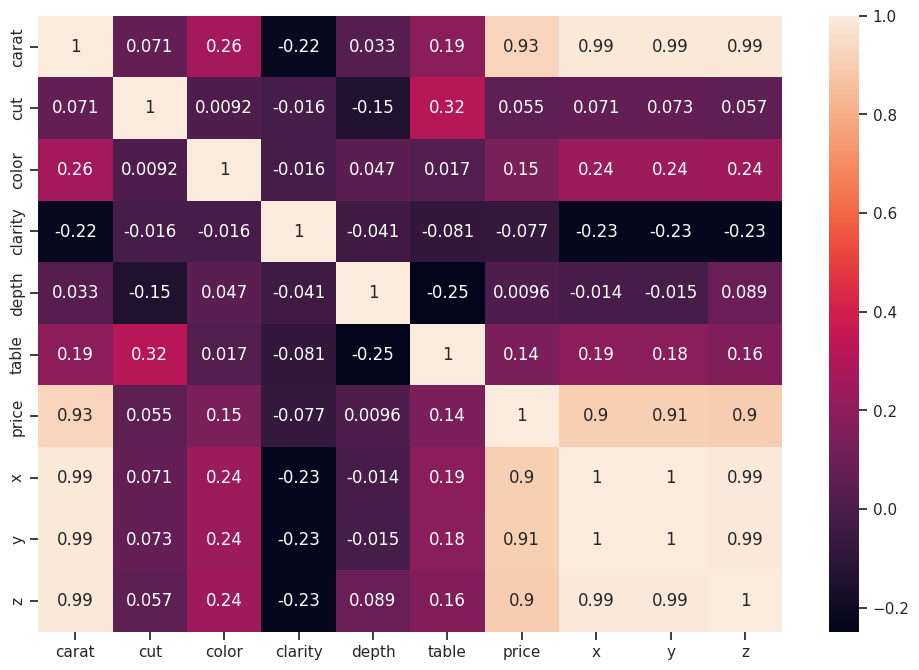 carat 1 0.071 0.26 -0.22 0.033 0.19 0.93 0.99 0.99 0.99
cut 0.071 1 0.0092 -0.016 -0.15 0.32 0.055 0.071 0.073 0.057
color 0.26 0.0092 1 -0.016 0.047 0.017 0.15 0.24 0.24 0.24
clarity -0.22 -0.016 -0.016 1 -0.041 -0.081 -0.077 -0.23 -0.23 -0.23
depth 0.033 -0.15 0.047 -0.041 1 -0.25 0.0096 -0.014 -0.015 0.089
table 0.19 0.32 0.017 -0.081 -0.25 1 0.14 0.19 0.18 0.16
price 0.93 0.055 0.15 -0.077 0.0096 0.14 1 0.9 0.91 0.9
x 0.99 0.071 0.24 -0.23 -0.014 0.19 0.9 1 1 0.99
y 0.99 0.073 0.24 -0.23 -0.015 0.18 0.91 1 1 0.99
z 0.99 0.057 0.24 -0.23 0.089 0.16 0.9 0.99 0.99 1
carat cut color clarity depth table price x y z
1.0
0.8
0.6
0.4
0.2
0.0
−0.2